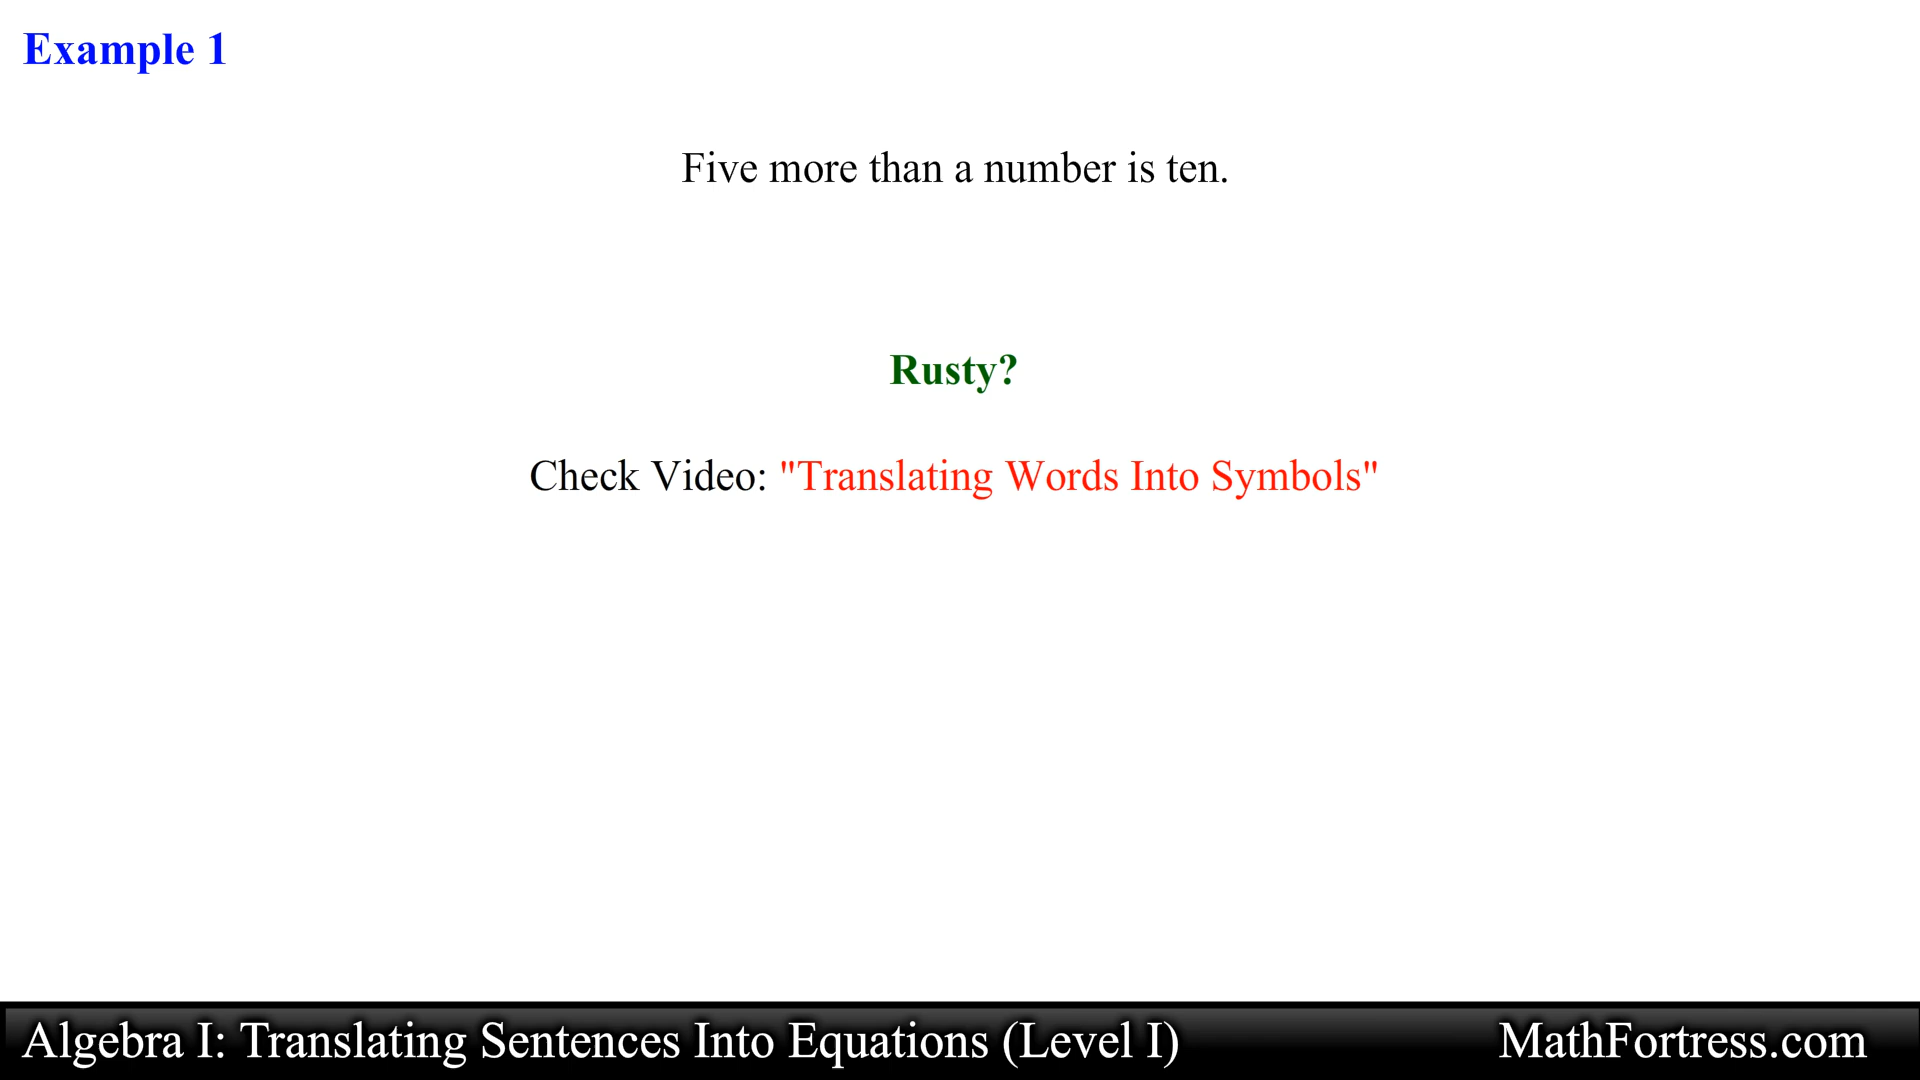 Example 1
Five more than a number is ten.
Rusty?
Check Video: "Translating Words Into Symbols"
Algebra I: Translating Sentences Into Equations (Level I)
MathFortress.com